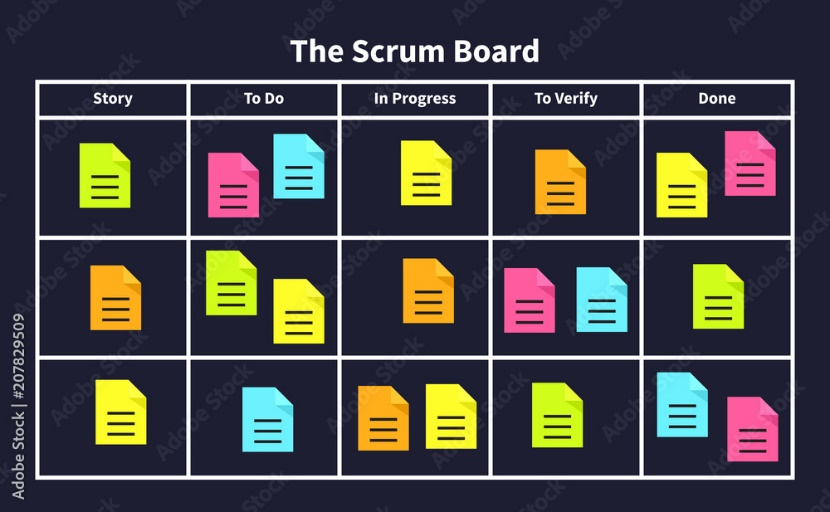 The Scrum Board
Story
To Do
In Progress
To Verify
Done
Adobe Stock | #207829509